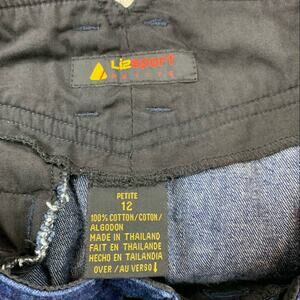 Lizsport
PETITE
12
100% COTTON/COTON/
ALGODON
MADE IN THAILAND
FAIT EN THAILANDE
HECHO EN TAILANDIA
OVER/AU VERSO↓